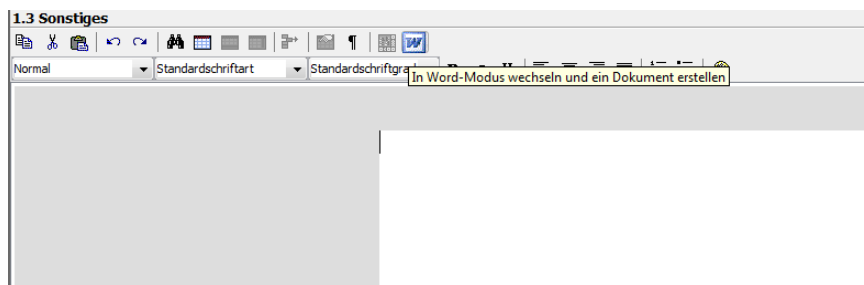 1.3 Sonstiges
Normal Standardschriftart Standardschriftgra
In Word-Modus wechseln und ein Dokument erstellen